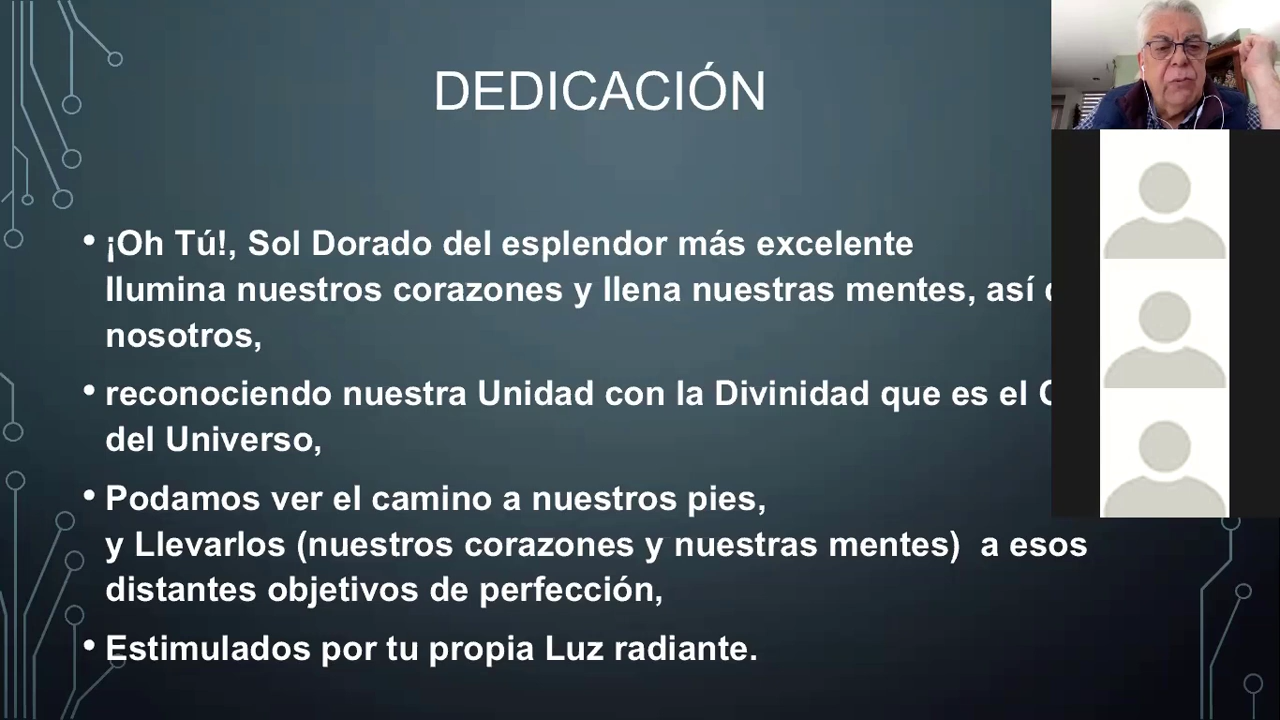 DEDICACIÓN
• ¡Oh Tú!, Sol Dorado del esplendor más excelente
Ilumina nuestros corazones y llena nuestras mentes, así
nosotros,
• reconociendo nuestra Unidad con la Divinidad que es el
del Universo,
• Podamos ver el camino a nuestros pies,
y Llevarlos (nuestros corazones y nuestras mentes)  a esos
distantes objetivos de perfección,
• Estimulados por tu propia Luz radiante.